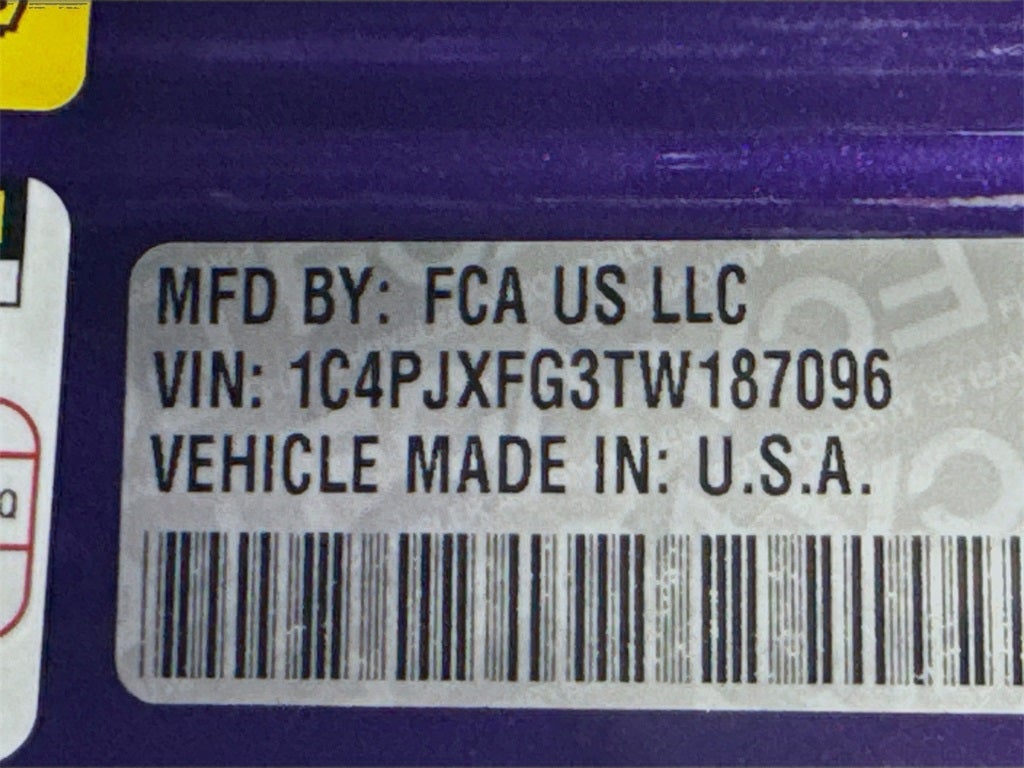 MFD BY: FCA US LLC
VIN: 1C4PJXFG3TW187096
VEHICLE MADE IN: U.S.A.